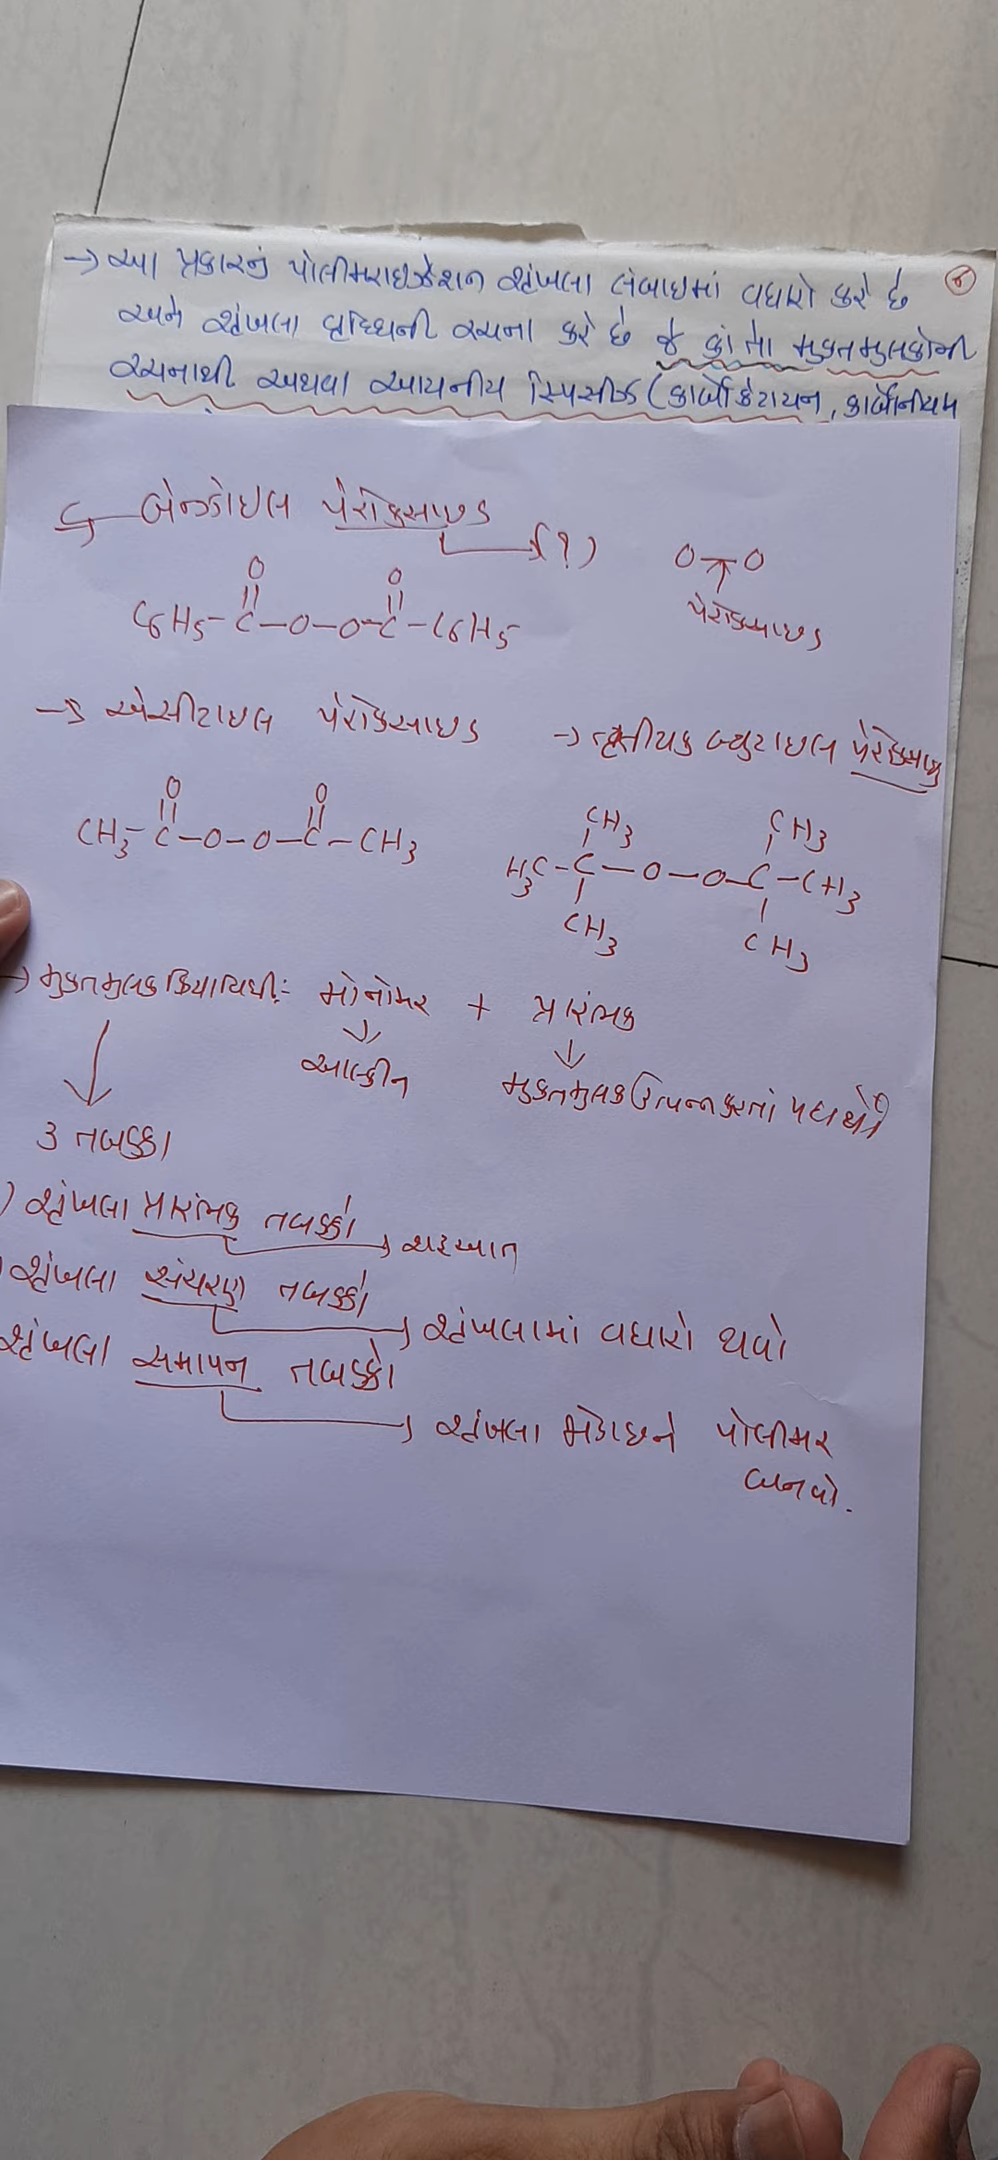 → આ પ્રકારનું પોલીમરાઇઝેશન શૃંખલા લંબાઇમાં વધારો કરે છે ૪
અને શૃંખલા વૃધ્ધિની રચના કરે છે જે કાં તો મુક્તમુલકોની
રચનાથી અથવા આયનીય સ્પિસીઝ (કાર્બોકેટાયન, કાર્બોનીયમ
બેન્ઝોઇલ પેરોક્સાઇડ (?)
O–O
પેરોક્સાઇડ
O O
|| ||
C6H5–C–O–O–C–C6H5
→ એસીટાઇલ પેરોક્સાઇડ → તૃતીયક બ્યુટાઇલ પેરોક્સાઇડ
O O
|| ||
CH3–C–O–O–C–CH3
CH3 CH3
H3C–C–O–O–C–CH3
CH3 CH3
→ મુક્તમુલક ક્રિયાવિધી:- મોનોમર + પ્રારંભક
↓ ↓
આલ્કીન મુક્તમુલક ઉત્પન્ન કરતાં પદાર્થો
3 તબક્કા
) શૃંખલા પ્રારંભક તબક્કો → શરૂઆત
શૃંખલા સંચરણ તબક્કો → શૃંખલામાં વધારો થવો
શૃંખલા સમાપન તબક્કો → શૃંખલા જોડાઇને પોલીમર
બનવો.